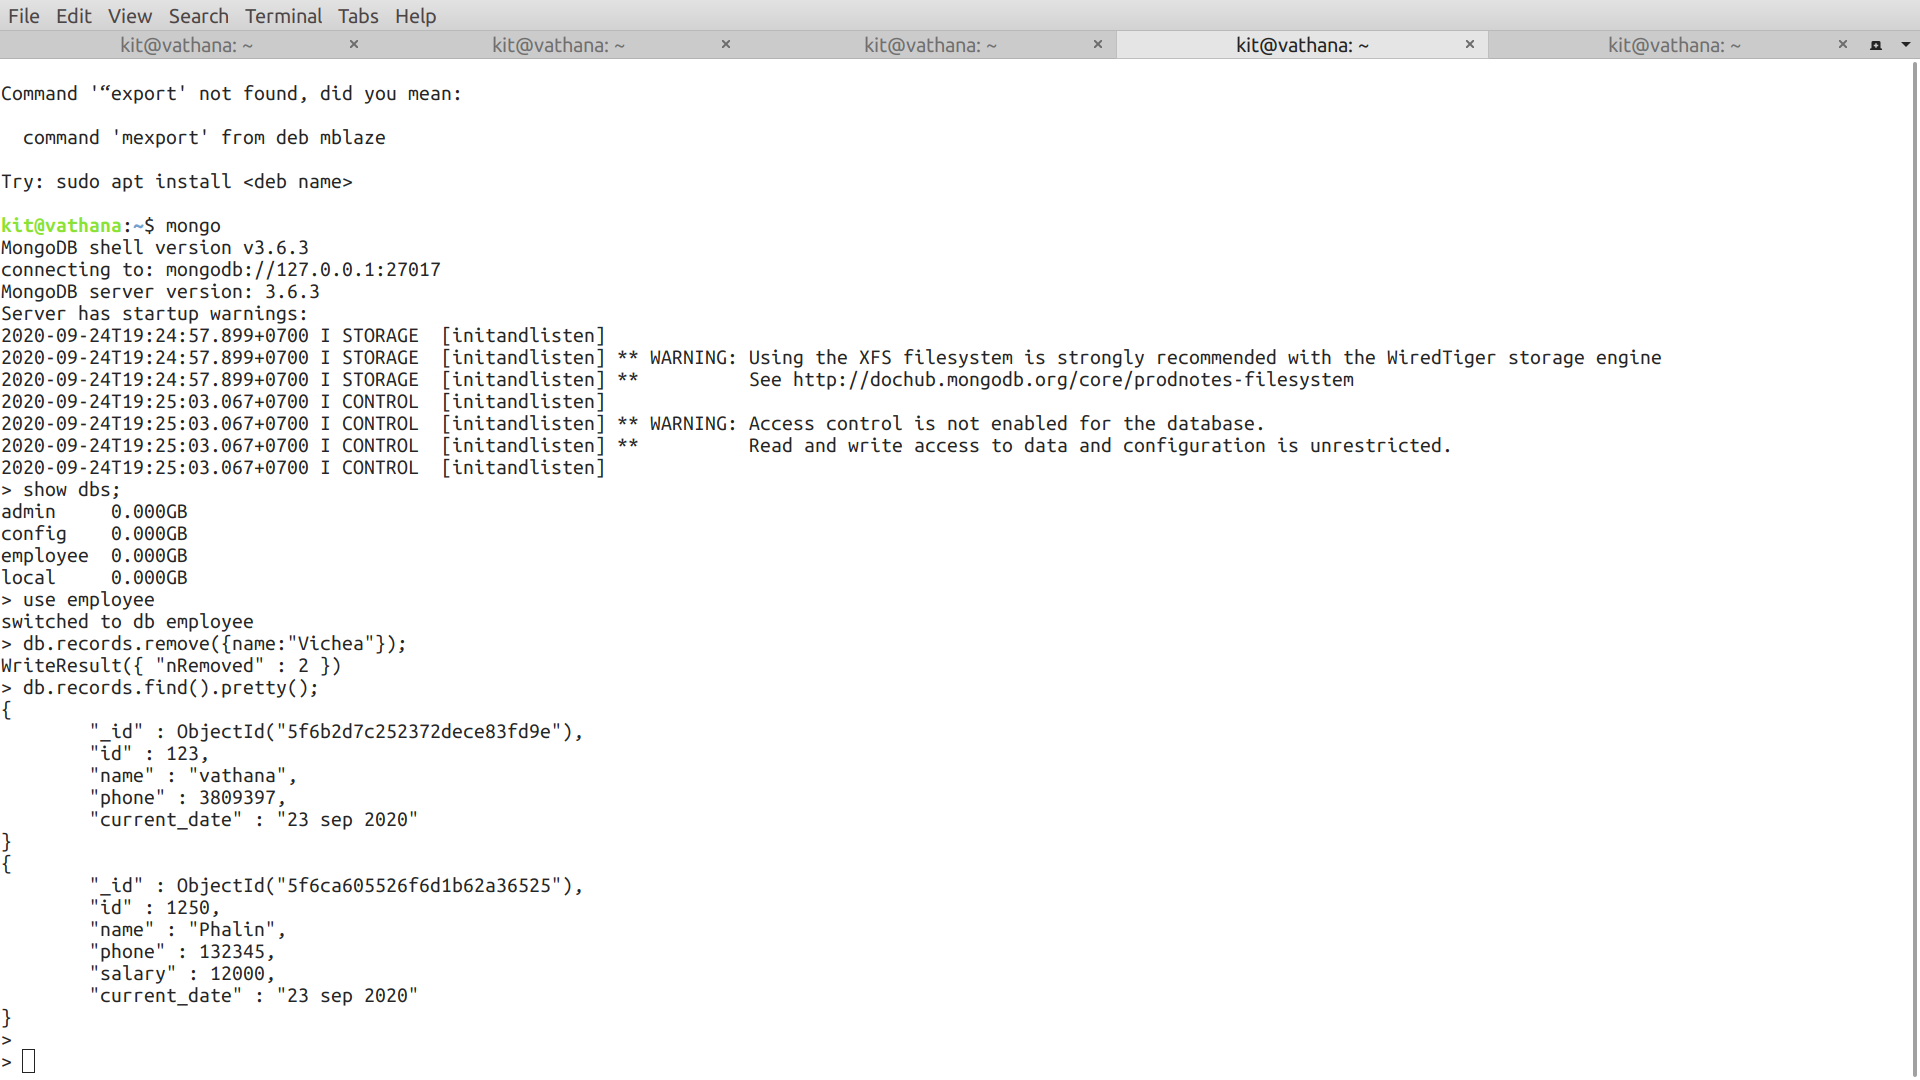 File Edit View Search Terminal Tabs Help
kit@vathana: ~ × kit@vathana: ~ × kit@vathana: ~ × kit@vathana: ~ × kit@vathana: ~ ×
Command '“export' not found, did you mean:
command 'mexport' from deb mblaze
Try: sudo apt install <deb name>
kit@vathana:~$ mongo
MongoDB shell version v3.6.3
connecting to: mongodb://127.0.0.1:27017
MongoDB server version: 3.6.3
Server has startup warnings:
2020-09-24T19:24:57.899+0700 I STORAGE  [initandlisten]
2020-09-24T19:24:57.899+0700 I STORAGE  [initandlisten] ** WARNING: Using the XFS filesystem is strongly recommended with the WiredTiger storage engine
2020-09-24T19:24:57.899+0700 I STORAGE  [initandlisten] **          See http://dochub.mongodb.org/core/prodnotes-filesystem
2020-09-24T19:25:03.067+0700 I CONTROL  [initandlisten]
2020-09-24T19:25:03.067+0700 I CONTROL  [initandlisten] ** WARNING: Access control is not enabled for the database.
2020-09-24T19:25:03.067+0700 I CONTROL  [initandlisten] **          Read and write access to data and configuration is unrestricted.
2020-09-24T19:25:03.067+0700 I CONTROL  [initandlisten]
> show dbs;
admin     0.000GB
config    0.000GB
employee  0.000GB
local     0.000GB
> use employee
switched to db employee
> db.records.remove({name:"Vichea"});
WriteResult({ "nRemoved" : 2 })
> db.records.find().pretty();
{
"_id" : ObjectId("5f6b2d7c252372dece83fd9e"),
"id" : 123,
"name" : "vathana",
"phone" : 3809397,
"current_date" : "23 sep 2020"
}
{
"_id" : ObjectId("5f6ca605526f6d1b62a36525"),
"id" : 1250,
"name" : "Phalin",
"phone" : 132345,
"salary" : 12000,
"current_date" : "23 sep 2020"
}
>
>